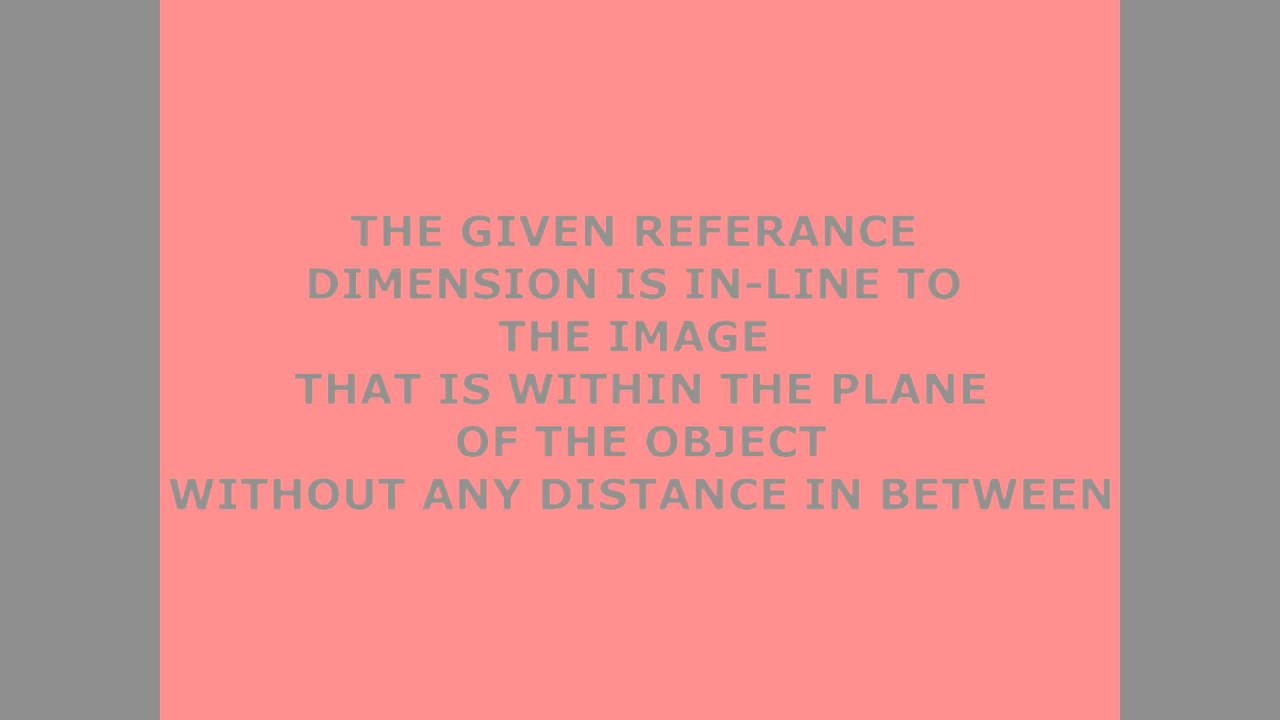 THE GIVEN REFERANCE
DIMENSION IS IN-LINE TO
THE IMAGE
THAT IS WITHIN THE PLANE
OF THE OBJECT
WITHOUT ANY DISTANCE IN BETWEEN